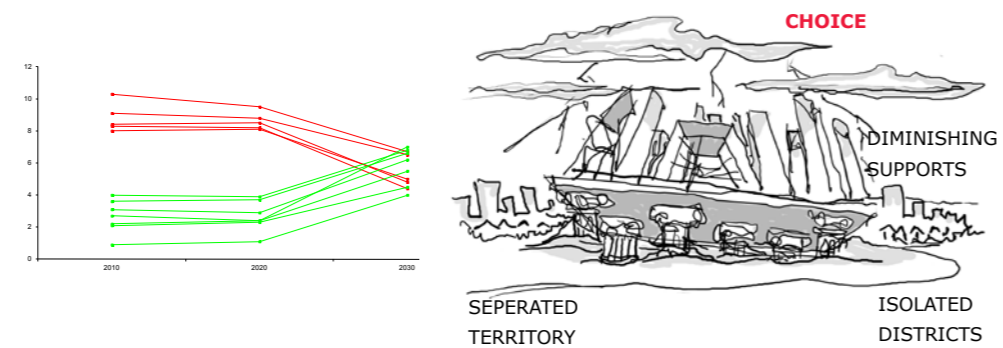 CHOICE
12
10
8
6
4
2
0
2010 2020 2030
DIMINISHING
SUPPORTS
SEPERATED
TERRITORY
ISOLATED
DISTRICTS